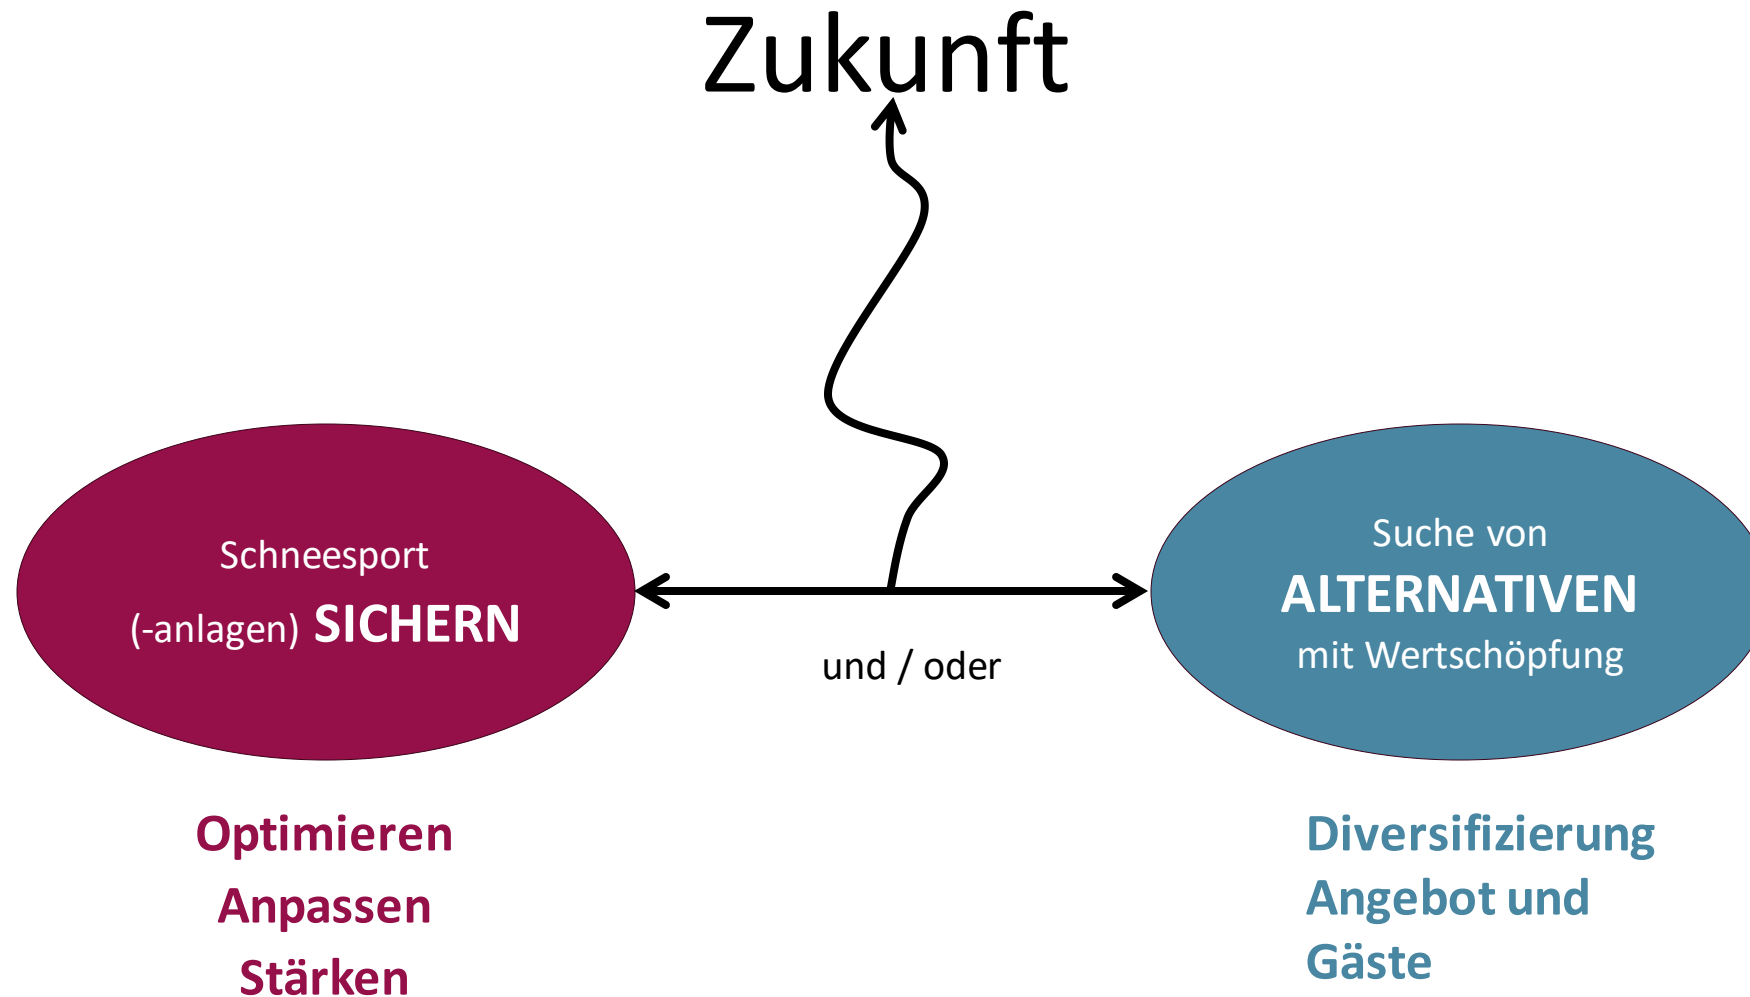 Zukunft
Schneesport
(-anlagen) SICHERN
und / oder
Suche von
ALTERNATIVEN
mit Wertschöpfung
Optimieren
Anpassen
Stärken
Diversifizierung
Angebot und
Gäste